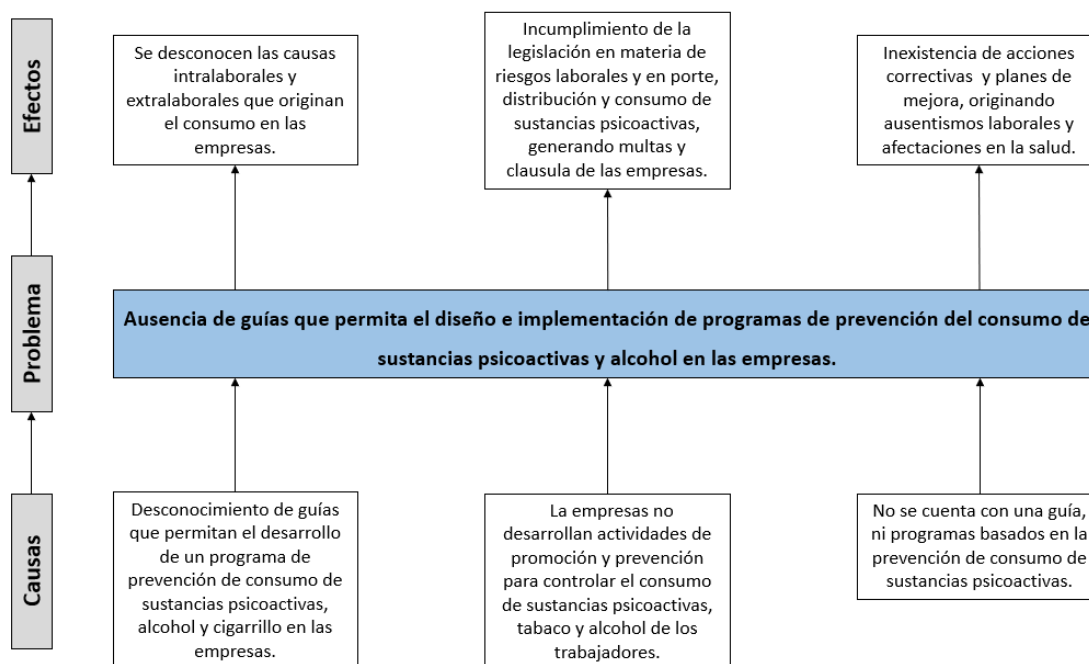 Efectos
Se desconocen las causas
intralaborales y
extralaborales que originan
el consumo en las
empresas.
Incumplimiento de la
legislación en materia de
riesgos laborales y en porte,
distribución y consumo de
sustancias psicoactivas,
generando multas y
clausula de las empresas.
Inexistencia de acciones
correctivas y planes de
mejora, originando
ausentismos laborales y
afectaciones en la salud.
Problema
Ausencia de guías que permita el diseño e implementación de programas de prevención del consumo de
sustancias psicoactivas y alcohol en las empresas.
Causas
Desconocimiento de guías
que permitan el desarrollo
de un programa de
prevención de consumo de
sustancias psicoactivas,
alcohol y cigarrillo en las
empresas.
La empresas no
desarrollan actividades de
promoción y prevención
para controlar el consumo
de sustancias psicoactivas,
tabaco y alcohol de los
trabajadores.
No se cuenta con una guía,
ni programas basados en la
prevención de consumo de
sustancias psicoactivas.